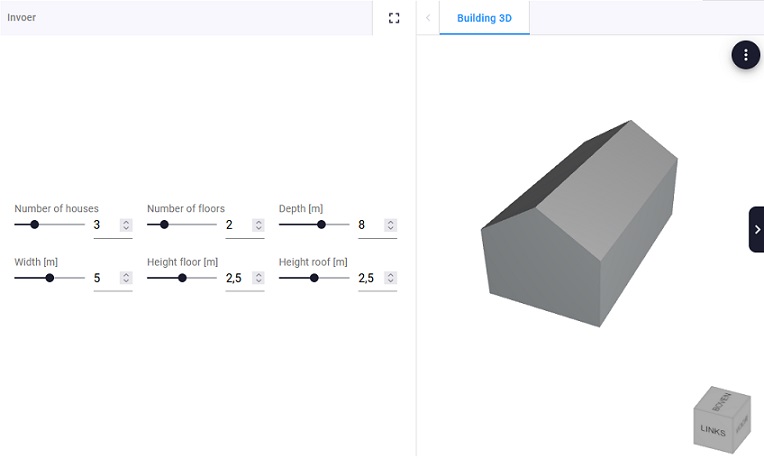 Invoer
Building 3D
Number of houses
Number of floors
Depth [m]
3
2
8
Width [m]
Height floor [m]
Height roof [m]
5
2,5
2,5
BOVEN
LINKS